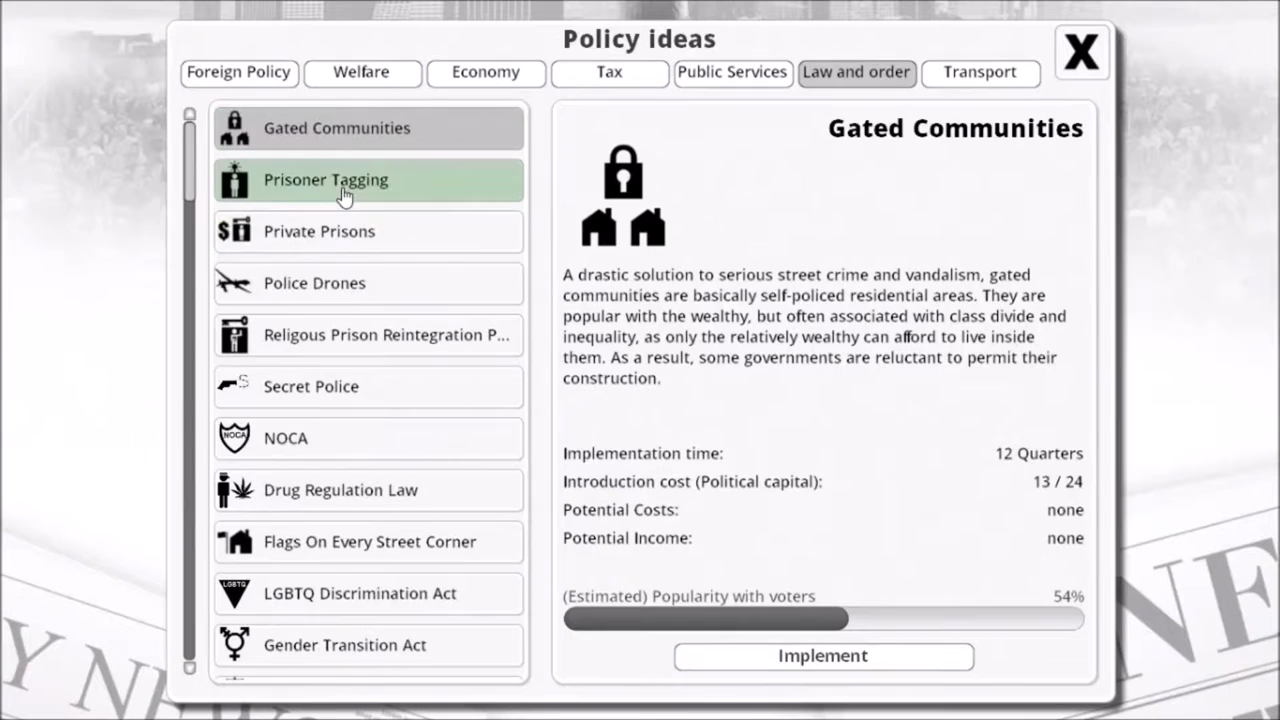 Policy ideas
X
Foreign Policy
Welfare
Economy
Tax
Public Services
Law and order
Transport
Gated Communities
Prisoner Tagging
Private Prisons
Police Drones
Religous Prison Reintegration P...
Secret Police
NOCA
NOCA
Drug Regulation Law
Flags On Every Street Corner
LGBTQ
LGBTQ Discrimination Act
Gender Transition Act
Gated Communities
A drastic solution to serious street crime and vandalism, gated
communities are basically self-policed residential areas. They are
popular with the wealthy, but often associated with class divide and
inequality, as only the relatively wealthy can afford to live inside
them. As a result, some governments are reluctant to permit their
construction.
Implementation time: 12 Quarters
Introduction cost (Political capital): 13 / 24
Potential Costs: none
Potential Income: none
(Estimated) Popularity with voters 54%
Implement